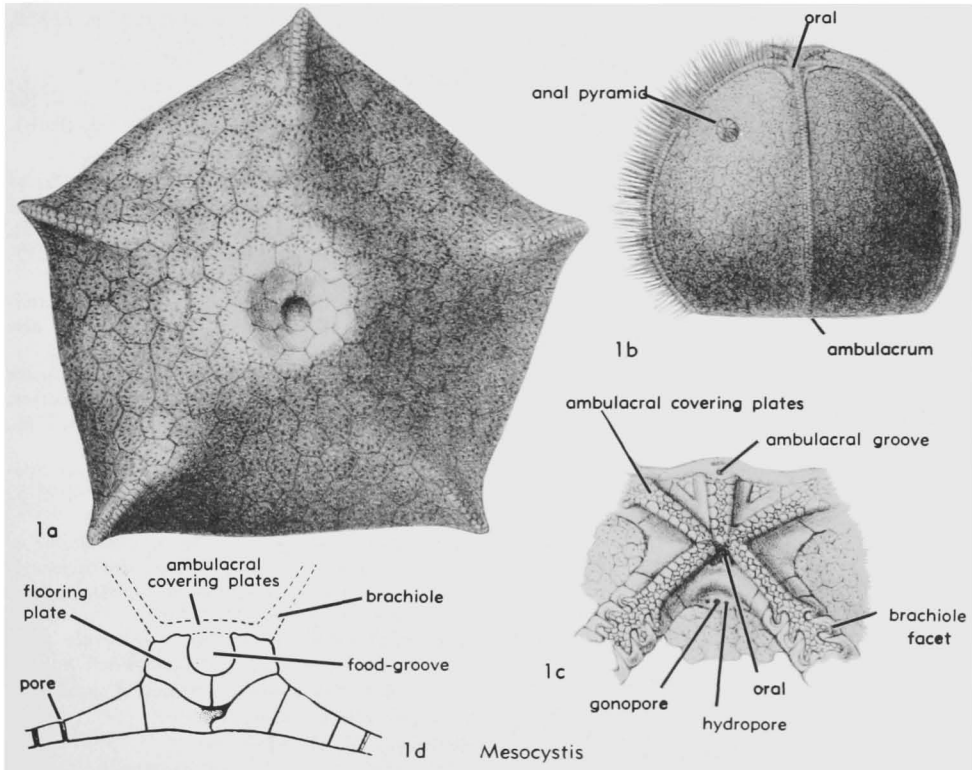 oral
anal pyramid
1b
ambulacrum
1a
ambulacral covering plates
ambulacral groove
brachiole
facet
1c
oral
gonopore
hydropore
ambulacral
covering plates
flooring
plate
brachiole
food-groove
pore
1d
Mesocystis